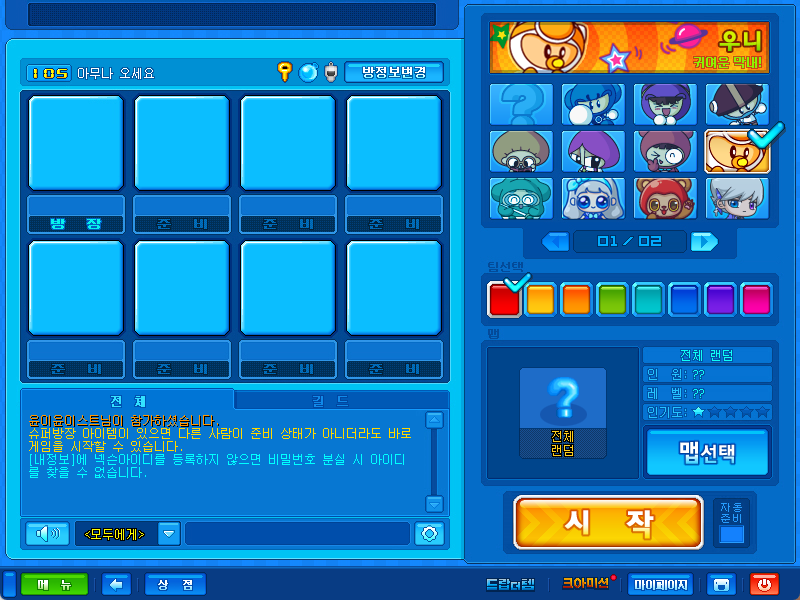 우니
귀여운 막내!
105 아무나 오세요
방정보변경
방 장
준 비
준 비
준 비
준 비
준 비
준 비
준 비
01 / 02
팀선택
맵
전체 랜덤
인 원: ??
레 벨: ??
인기도:
전체
랜덤
맵선택
전 체
길 드
윤미윤미스트님이 참가하셨습니다.
슈퍼방장 아이템이 있으면 다른 사람이 준비 상태가 아니더라도 바로
게임을 시작할 수 있습니다.
[내정보]에 넥슨아이디를 등록하지 않으면 비밀번호 분실 시 아이디
를 찾을 수 없습니다.
<모두에게>
시 작
자동
준비
메 뉴
상 점
드랍더템
크아미션
마이페이지